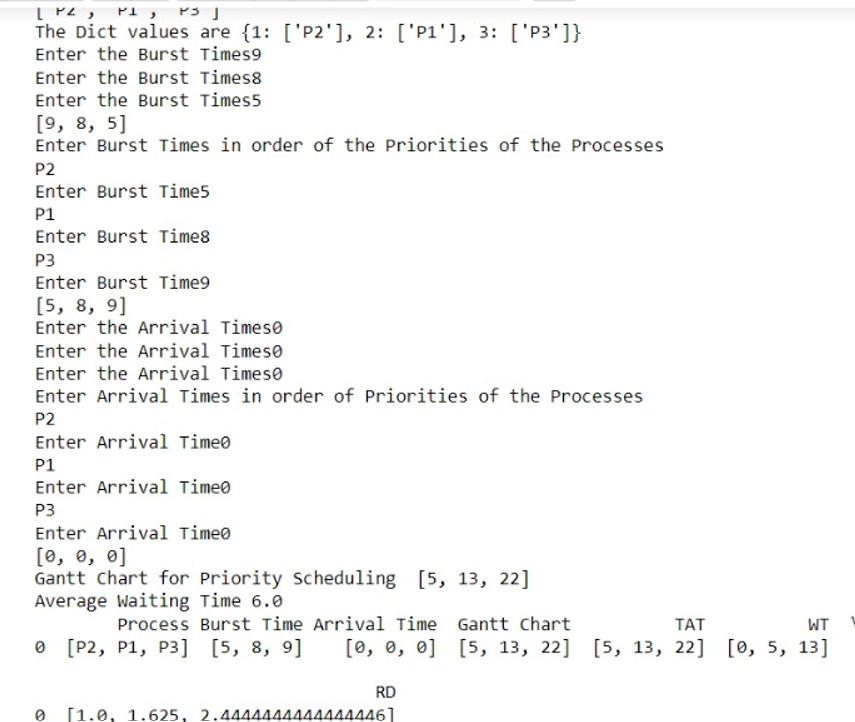 ['P2', 'P1', 'P3']
The Dict values are {1: ['P2'], 2: ['P1'], 3: ['P3']}
Enter the Burst Times9
Enter the Burst Times8
Enter the Burst Times5
[9, 8, 5]
Enter Burst Times in order of the Priorities of the Processes
P2
Enter Burst Time5
P1
Enter Burst Time8
P3
Enter Burst Time9
[5, 8, 9]
Enter the Arrival Times0
Enter the Arrival Times0
Enter the Arrival Times0
Enter Arrival Times in order of Priorities of the Processes
P2
Enter Arrival Time0
P1
Enter Arrival Time0
P3
Enter Arrival Time0
[0, 0, 0]
Gantt Chart for Priority Scheduling [5, 13, 22]
Average Waiting Time 6.0
Process Burst Time Arrival Time Gantt Chart TAT WT \
0 [P2, P1, P3] [5, 8, 9] [0, 0, 0] [5, 13, 22] [5, 13, 22] [0, 5, 13]
RD
0 [1.0, 1.625, 2.4444444444444446]